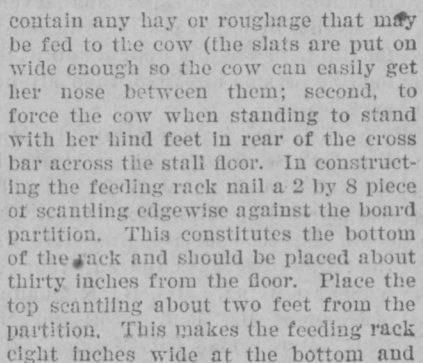 contain any hay or roughage that may
be fed to the cow (the slats are put on
wide enough so the cow can easily get
her nose between them; second, to
force the cow when standing to stand
with her hind feet in rear of the cross
bar across the stall floor. In construct-
ing the feeding rack nail a 2 by 8 piece
of scantling edgewise against the board
partition. This constitutes the bottom
of the rack and should be placed about
thirty inches from the floor. Place the
top scantling about two feet from the
partition. This makes the feeding rack
eight inches wide at the bottom and